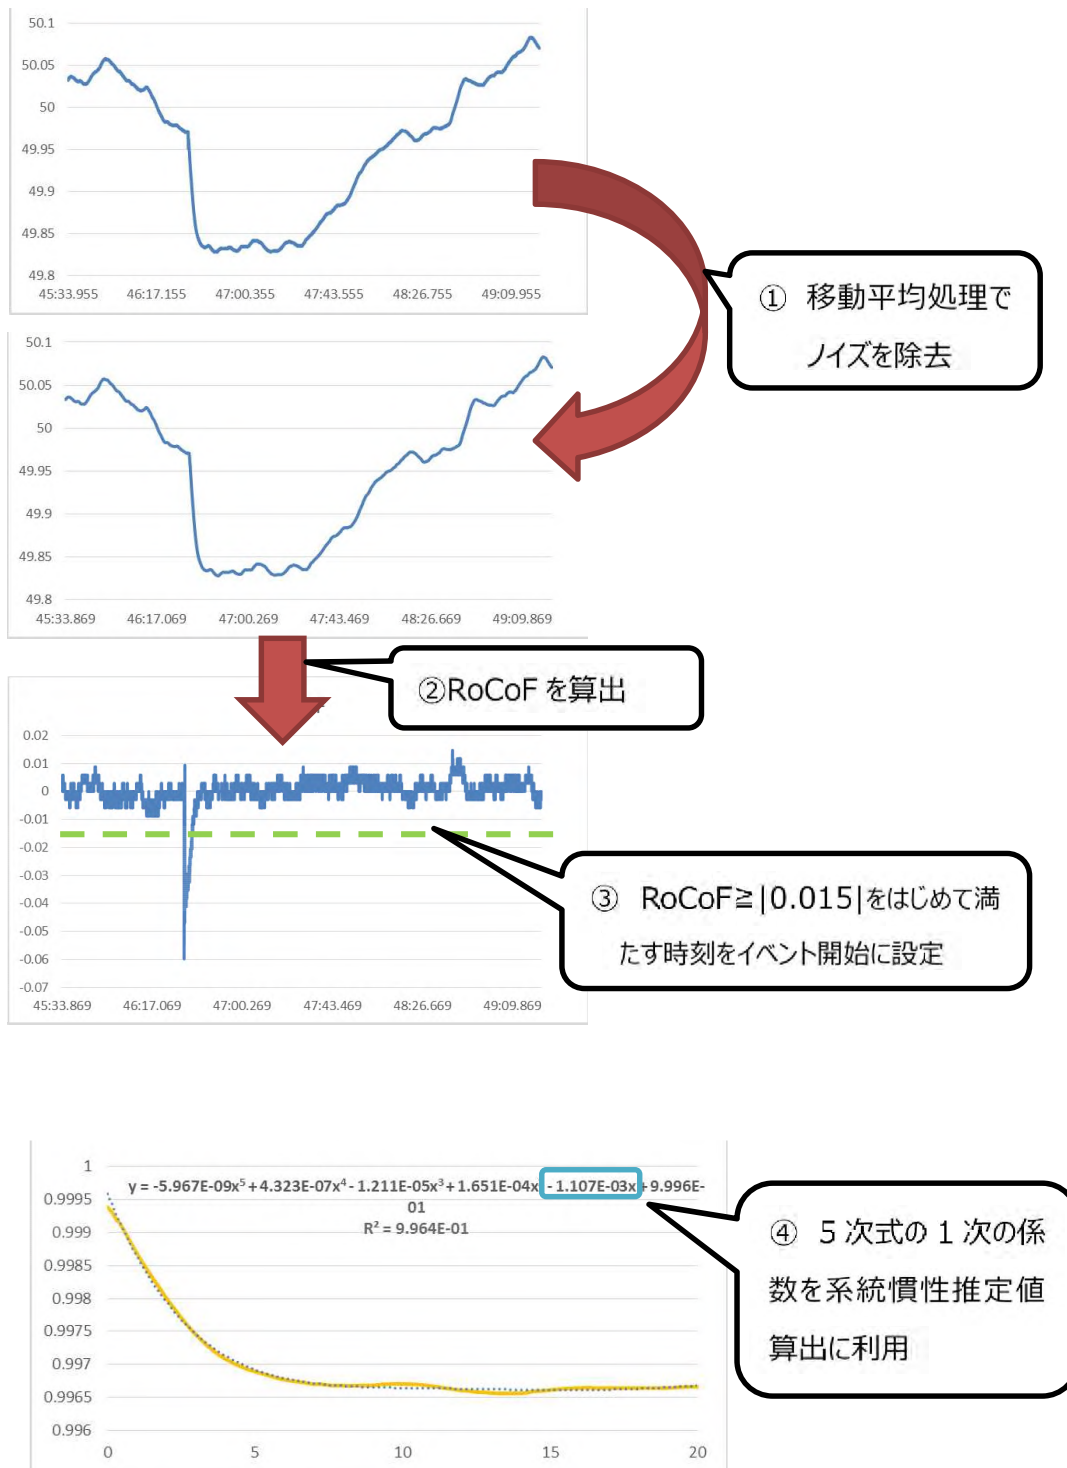 50.1
50.05
50
49.95
49.9
49.85
49.8
45:33.955 46:17.155 47:00.355 47:43.555 48:26.755 49:09.955
① 移動平均処理で
ノイズを除去
50.1
50.05
50
49.95
49.9
49.85
49.8
45:33.869 46:17.069 47:00.269 47:43.469 48:26.669 49:09.869
②RoCoF を算出
0.02
0.01
0
-0.01
-0.02
-0.03
-0.04
-0.05
-0.06
-0.07
45:33.869 46:17.069 47:00.269 47:43.469 48:26.669 49:09.869
③ RoCoF≧|0.015|をはじめて満
たす時刻をイベント開始に設定
1
0.9995
0.999
0.9985
0.998
0.9975
0.997
0.9965
0.996
y = -5.967E-09x⁵ + 4.323E-07x⁴ - 1.211E-05x³ + 1.651E-04x - 1.107E-03x + 9.996E-
01
R² = 9.964E-01
0 5 10 15 20
④ 5 次式の 1 次の係
数を系統慣性推定値
算出に利用